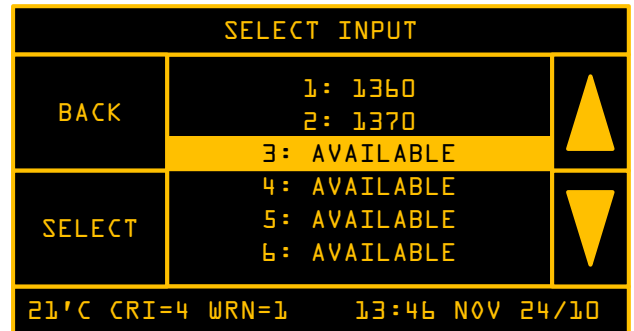 SELECT INPUT
BACK
1: 1360
2: 1370
3: AVAILABLE
4: AVAILABLE
SELECT
5: AVAILABLE
6: AVAILABLE
21'C CRI=4 WRN=1 13:46 NOV 24/10